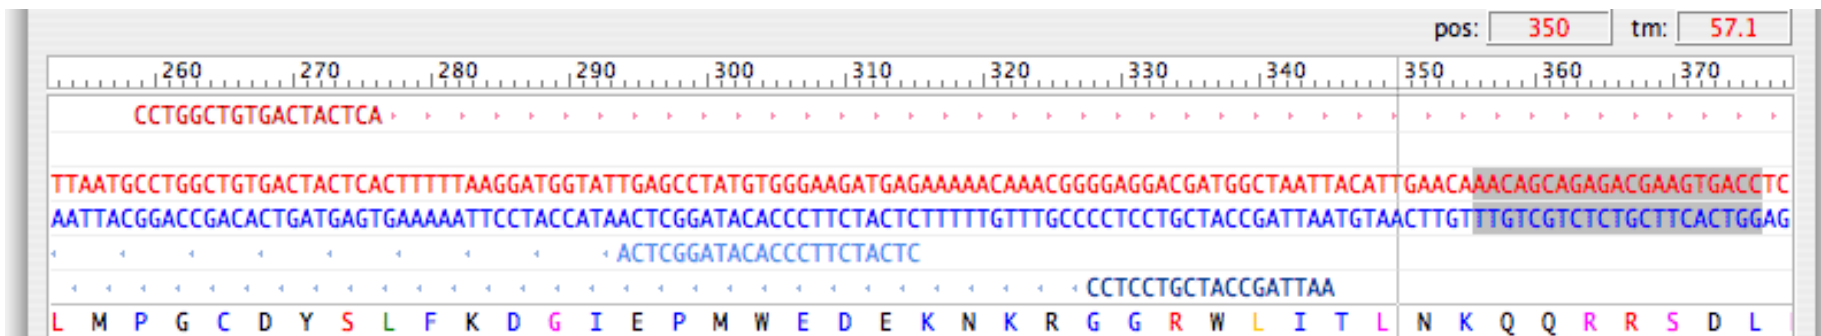 pos: 350 tm: 57.1
260 270 280 290 300 310 320 330 340 350 360 370
CCTGGCTGTGACTACTCA
TTAATGCCTGGCTGTGACTACTCACTTTTTAAGGATGGTATTGAGCCTATGTGGGAAGATGAGAAAAACAAACGGGGAGGACGATGGCTAATTACATTGAACAAACAGCAGAGACGAAGTGACCTC
AATTACGGACCGACACTGATGAGTGAAAAATTCCTACCATAACTCGGATACACCCTTCTACTCTTTTTGTTTGCCCCTCCTGCTACCGATTAATGTAACTTGTTTGTCGTCTCTGCTTCACTGGAG
ACTCGGATACACCCTTCTACTC
CCTCCTGCTACCGATTAA
L M P G C D Y S L F K D G I E P M W E D E K N K R G G R W L I T L N K Q Q R R S D L